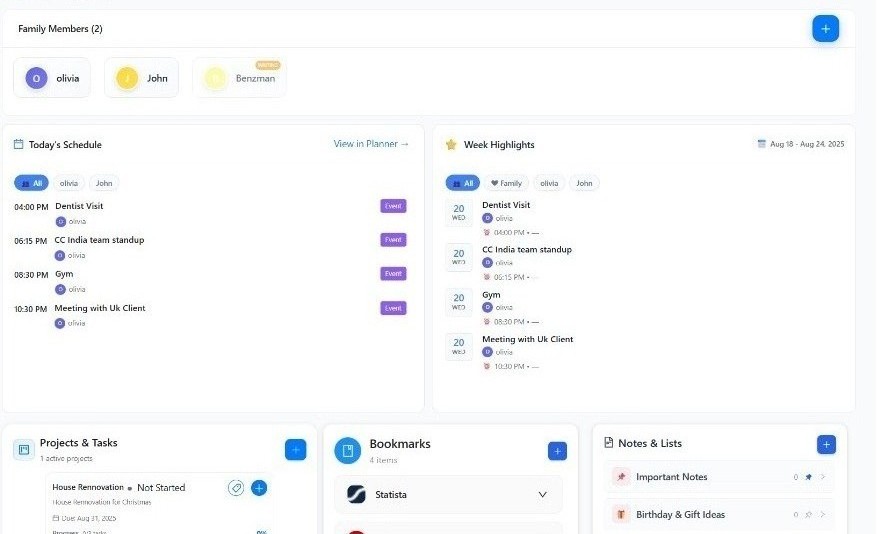 Family Members (2)
O olivia
J John
Benzman
Today's Schedule
View in Planner →
All olivia John
04:00 PM Dentist Visit Event
O olivia
06:15 PM CC India team standup Event
O olivia
08:30 PM Gym Event
O olivia
10:30 PM Meeting with Uk Client Event
O olivia
Week Highlights
Aug 18 - Aug 24, 2025
All Family olivia John
20 WED
Dentist Visit
O olivia
04:00 PM • —
20 WED
CC India team standup
O olivia
06:15 PM • —
20 WED
Gym
O olivia
08:30 PM • —
20 WED
Meeting with Uk Client
O olivia
10:30 PM • —
Projects & Tasks
1 active projects
House Rennovation • Not Started
House Rennovation for Christmas
Due: Aug 31, 2025
Bookmarks
4 items
Statista
Notes & Lists
Important Notes 0
Birthday & Gift Ideas 0